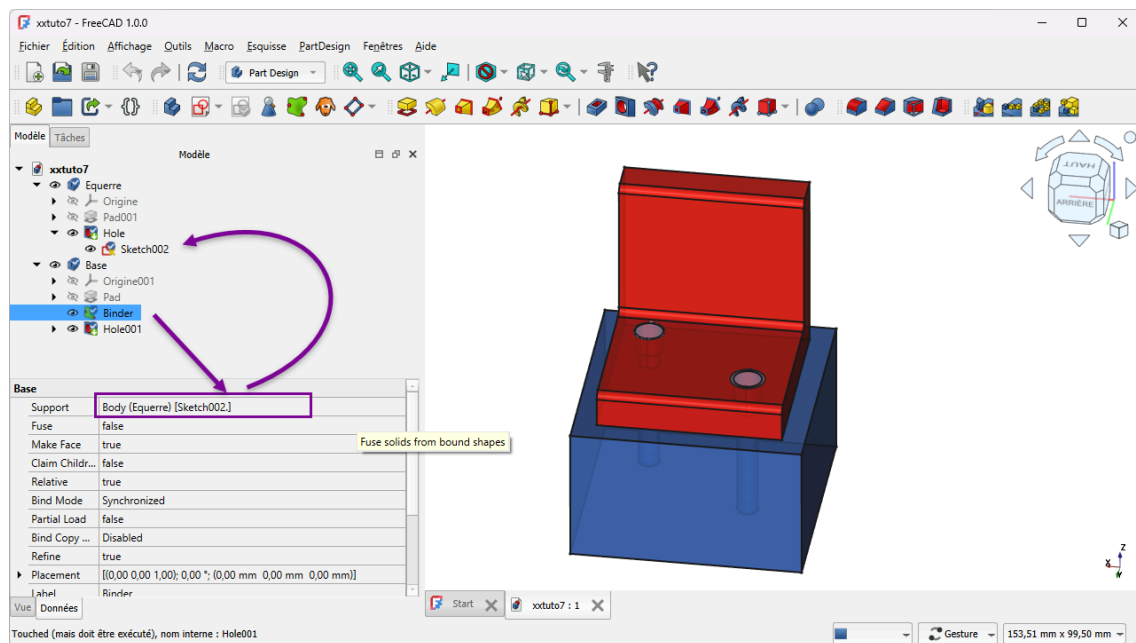 xxtuto7 - FreeCAD 1.0.0
Fichier Édition Affichage Outils Macro Esquisse PartDesign Fenêtres Aide
Part Design
Modèle Tâches
Modèle
xxtuto7
Equerre
Origine
Pad001
Hole
Sketch002
Base
Origine001
Pad
Binder
Hole001
HAUT
ARRIÈRE
Base
Support Body (Equerre) [Sketch002.]
Fuse false
Fuse solids from bound shapes
Make Face true
Claim Childr... false
Relative true
Bind Mode Synchronized
Partial Load false
Bind Copy ... Disabled
Refine true
Placement [(0,00 0,00 1,00); 0,00 °; (0,00 mm 0,00 mm 0,00 mm)]
Label Binder
Z
X
Y
Vue Données
Start xxtuto7 : 1
Touched (mais doit être exécuté), nom interne : Hole001
Gesture 153,51 mm x 99,50 mm